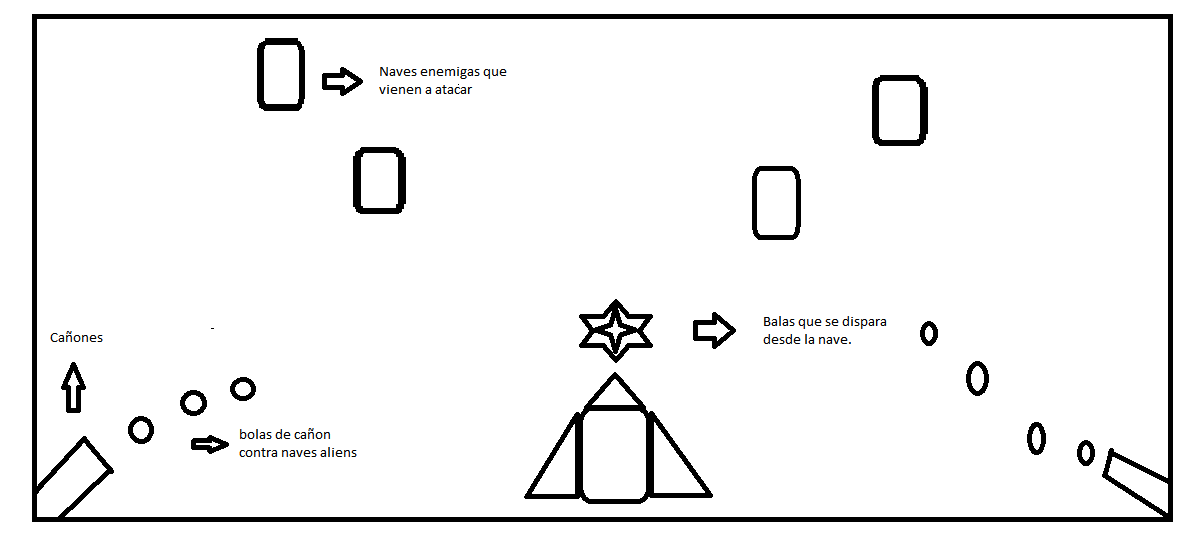 Naves enemigas que
vienen a atacar
Balas que se dispara
desde la nave.
Cañones
bolas de cañon
contra naves aliens